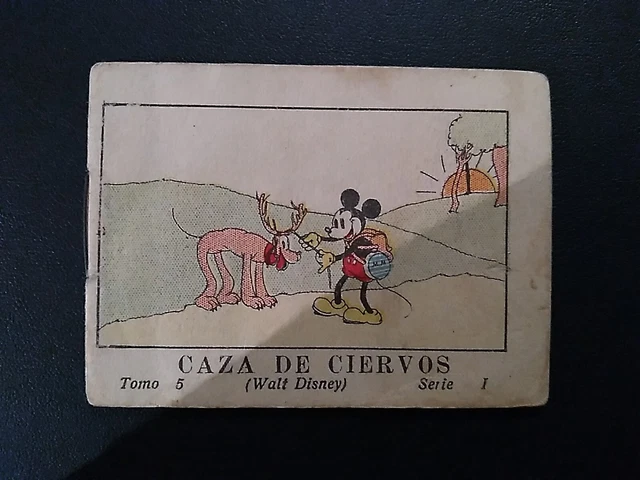 CAZA DE CIERVOS
Tomo 5 (Walt Disney) Serie I